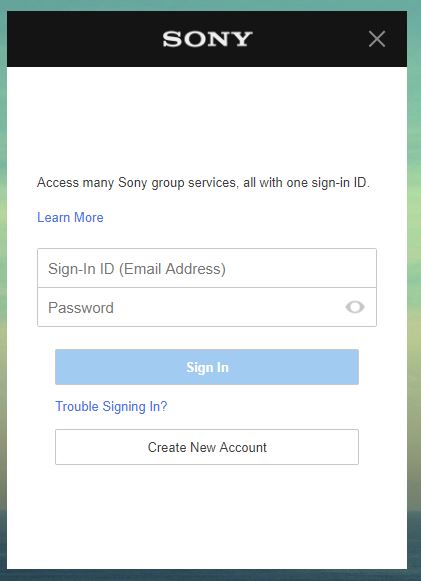 SONY
Access many Sony group services, all with one sign-in ID.
Learn More
Sign-In ID (Email Address)
Password
Sign In
Trouble Signing In?
Create New Account